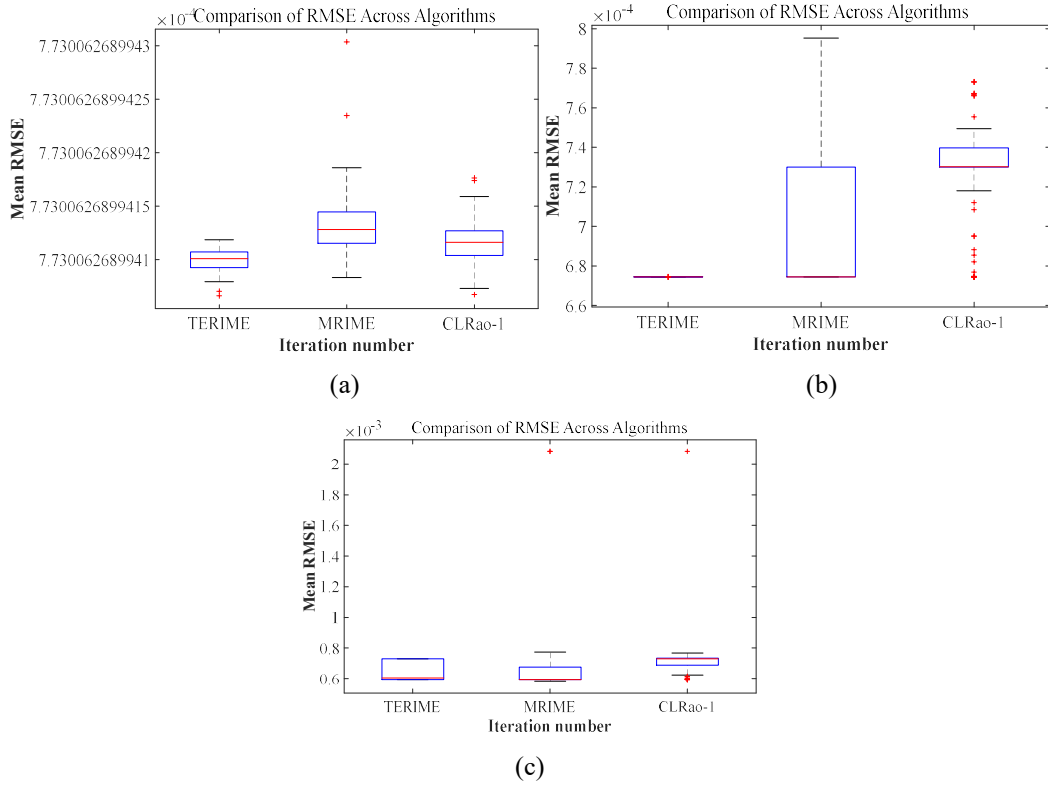 ×10⁻⁴
Comparison of RMSE Across Algorithms
7.730062689943
7.7300626899425
7.730062689942
7.7300626899415
7.730062689941
Mean RMSE
TERIME MRIME CLRao-1
Iteration number
(a)
×10⁻⁴
Comparison of RMSE Across Algorithms
8
7.8
7.6
7.4
7.2
7
6.8
6.6
Mean RMSE
TERIME MRIME CLRao-1
Iteration number
(b)
×10⁻³
Comparison of RMSE Across Algorithms
2
1.8
1.6
1.4
1.2
1
0.8
0.6
Mean RMSE
TERIME MRIME CLRao-1
Iteration number
(c)